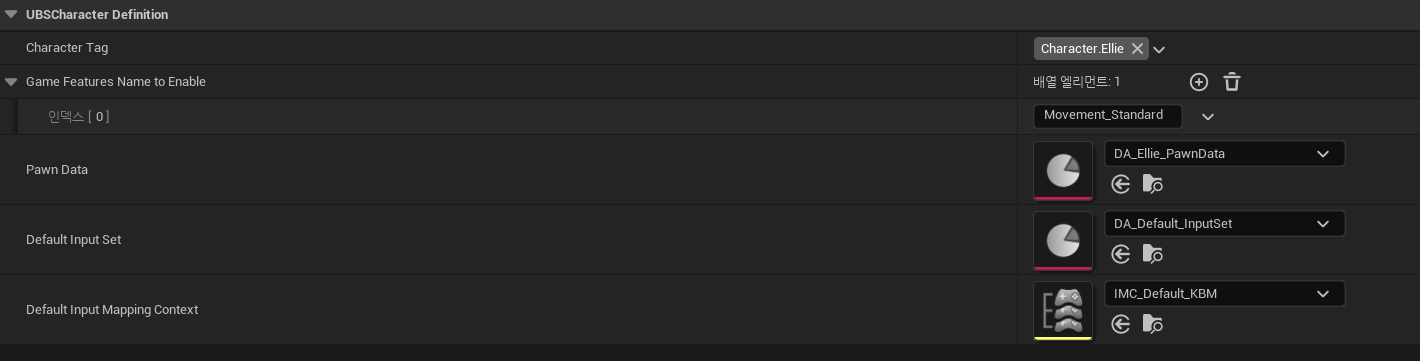 UBSCharacter Definition
Character Tag
Character.Ellie
Game Features Name to Enable
배열 엘리먼트: 1
인덱스 [ 0 ]
Movement_Standard
Pawn Data
DA_Ellie_PawnData
Default Input Set
DA_Default_InputSet
Default Input Mapping Context
IMC_Default_KBM